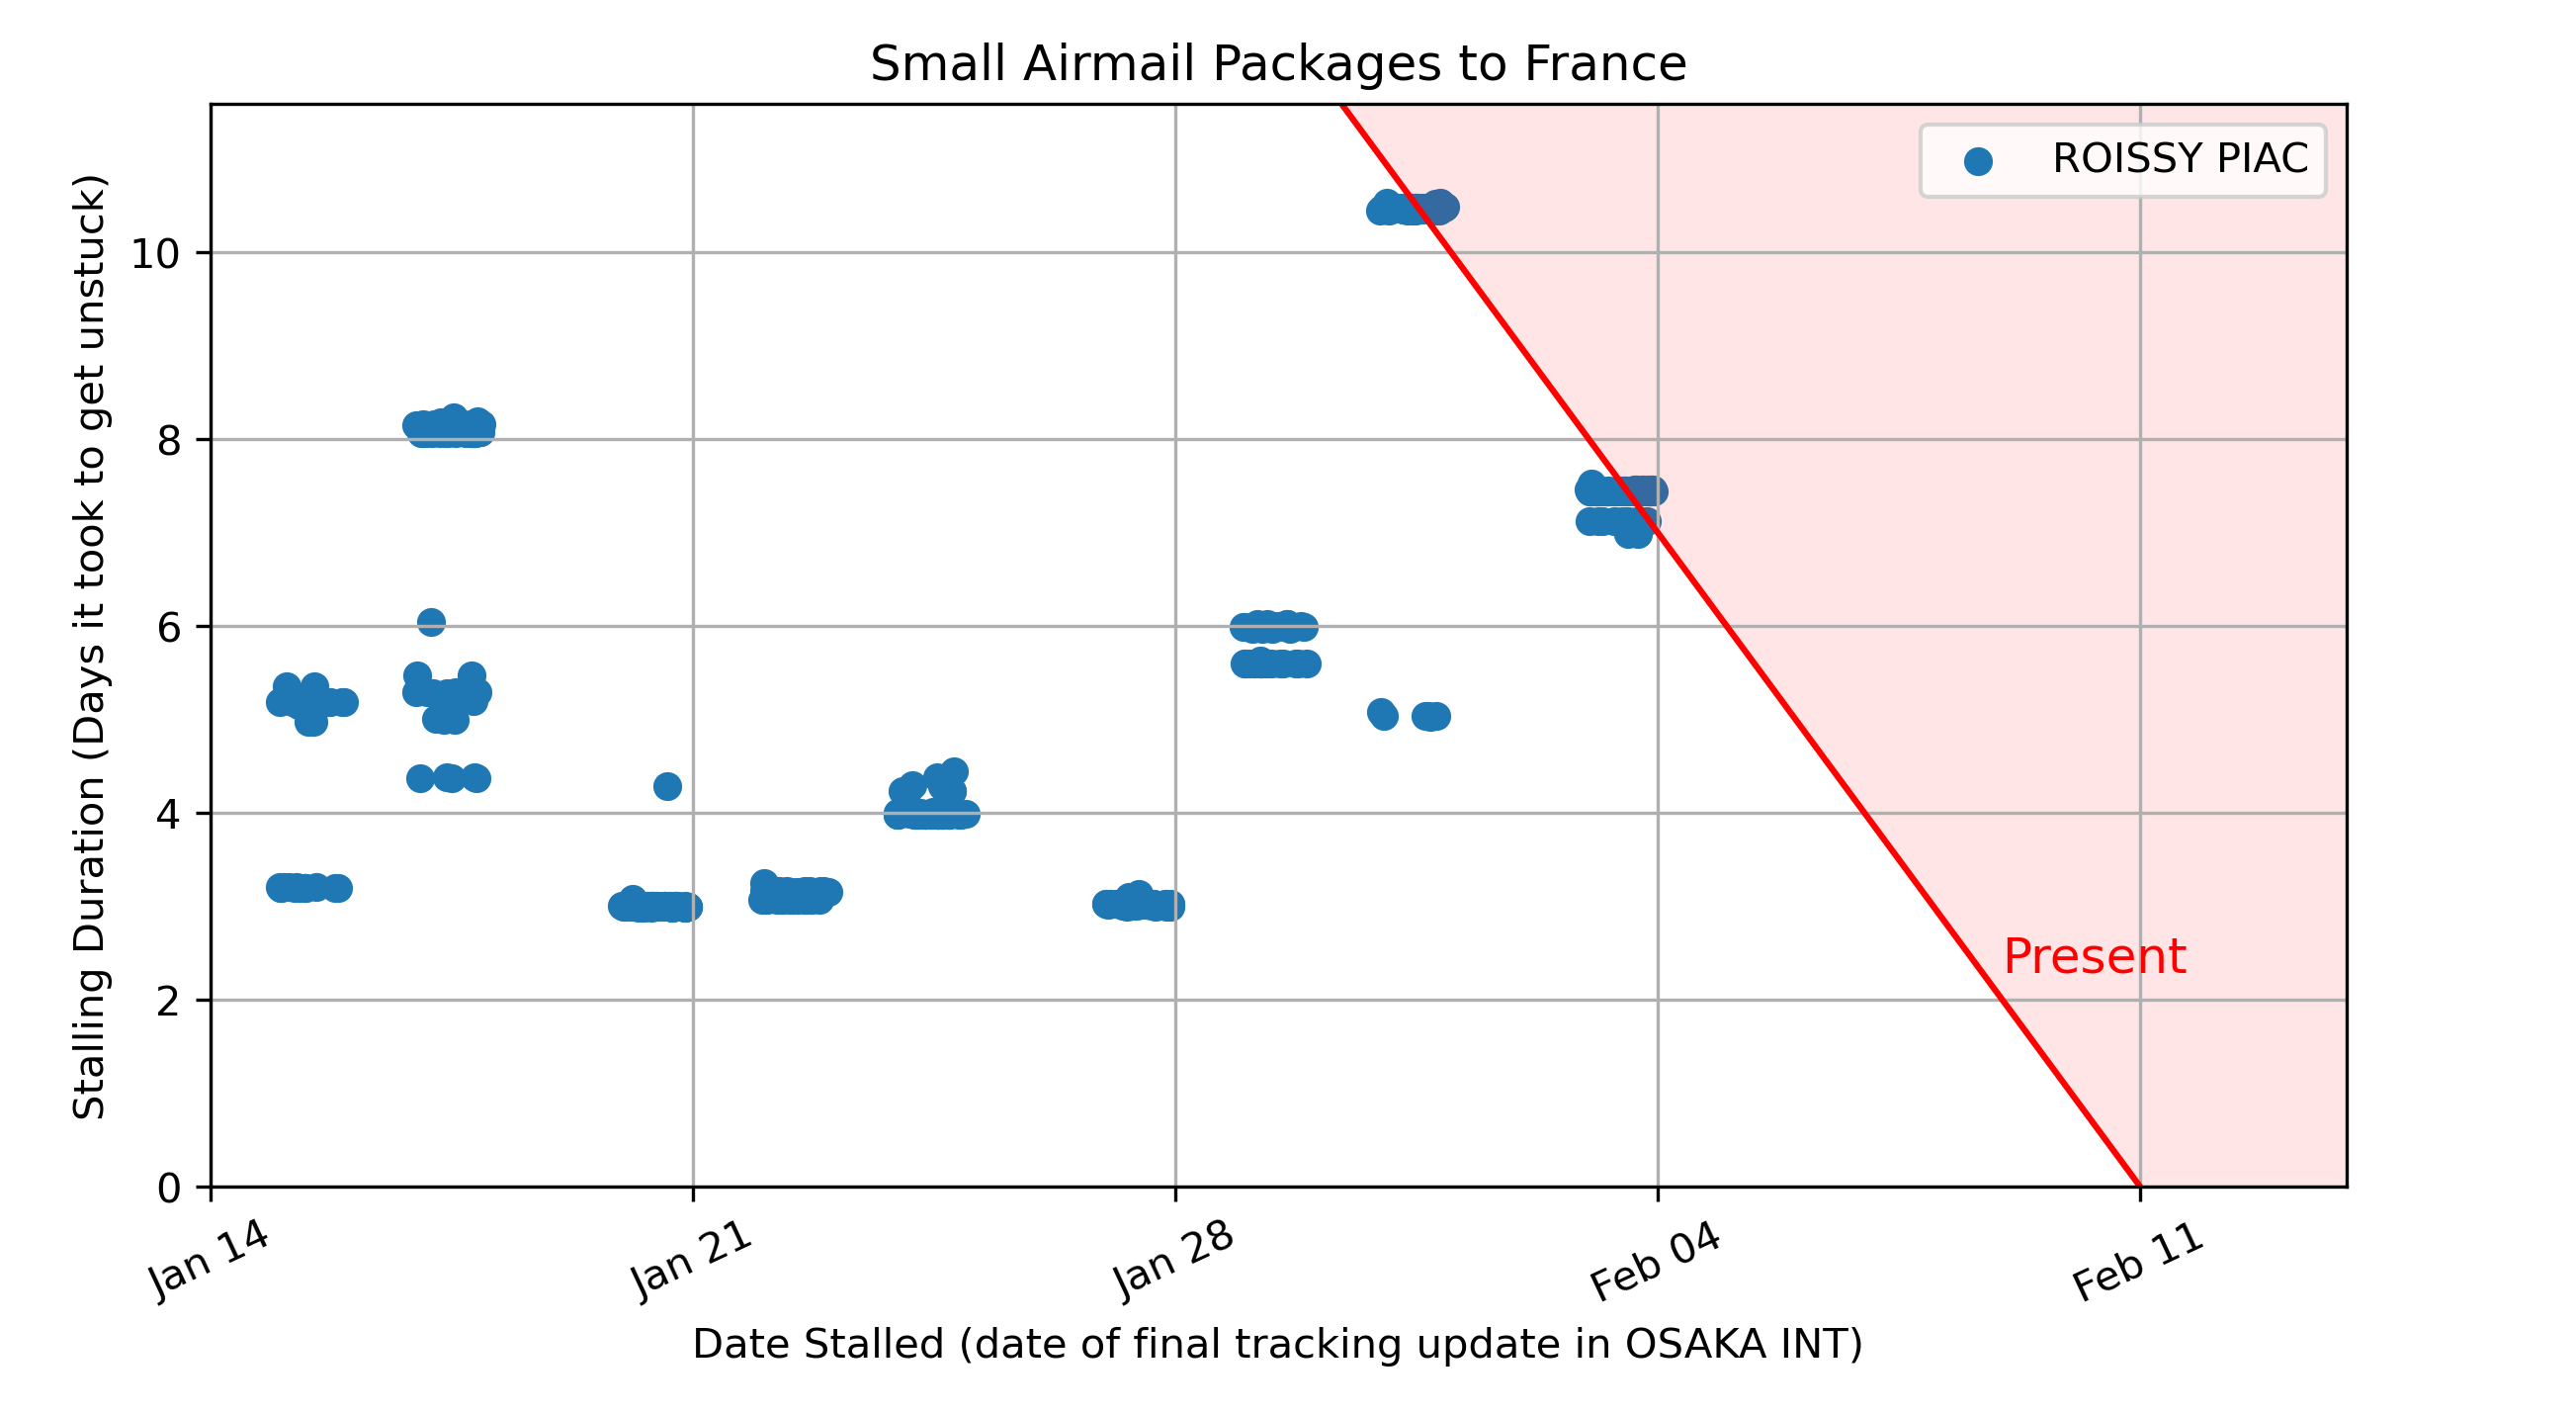 Small Airmail Packages to France
ROISSY PIAC
Stalling Duration (Days it took to get unstuck)
10
8
6
4
2
0
Present
Jan 14
Jan 21
Jan 28
Feb 04
Feb 11
Date Stalled (date of final tracking update in OSAKA INT)